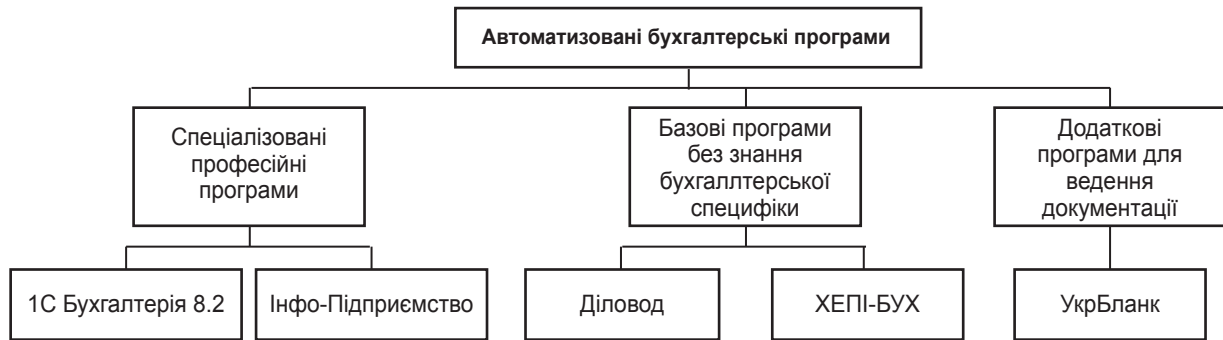 Автоматизовані бухгалтерські програми
Спеціалізовані
професійні
програми
Базові програми
без знання
бухгаллтерської
специфіки
Додаткові
програми для
ведення
документації
1С Бухгалтерія 8.2
Інфо-Підприємство
Діловод
ХЕПІ-БУХ
УкрБланк